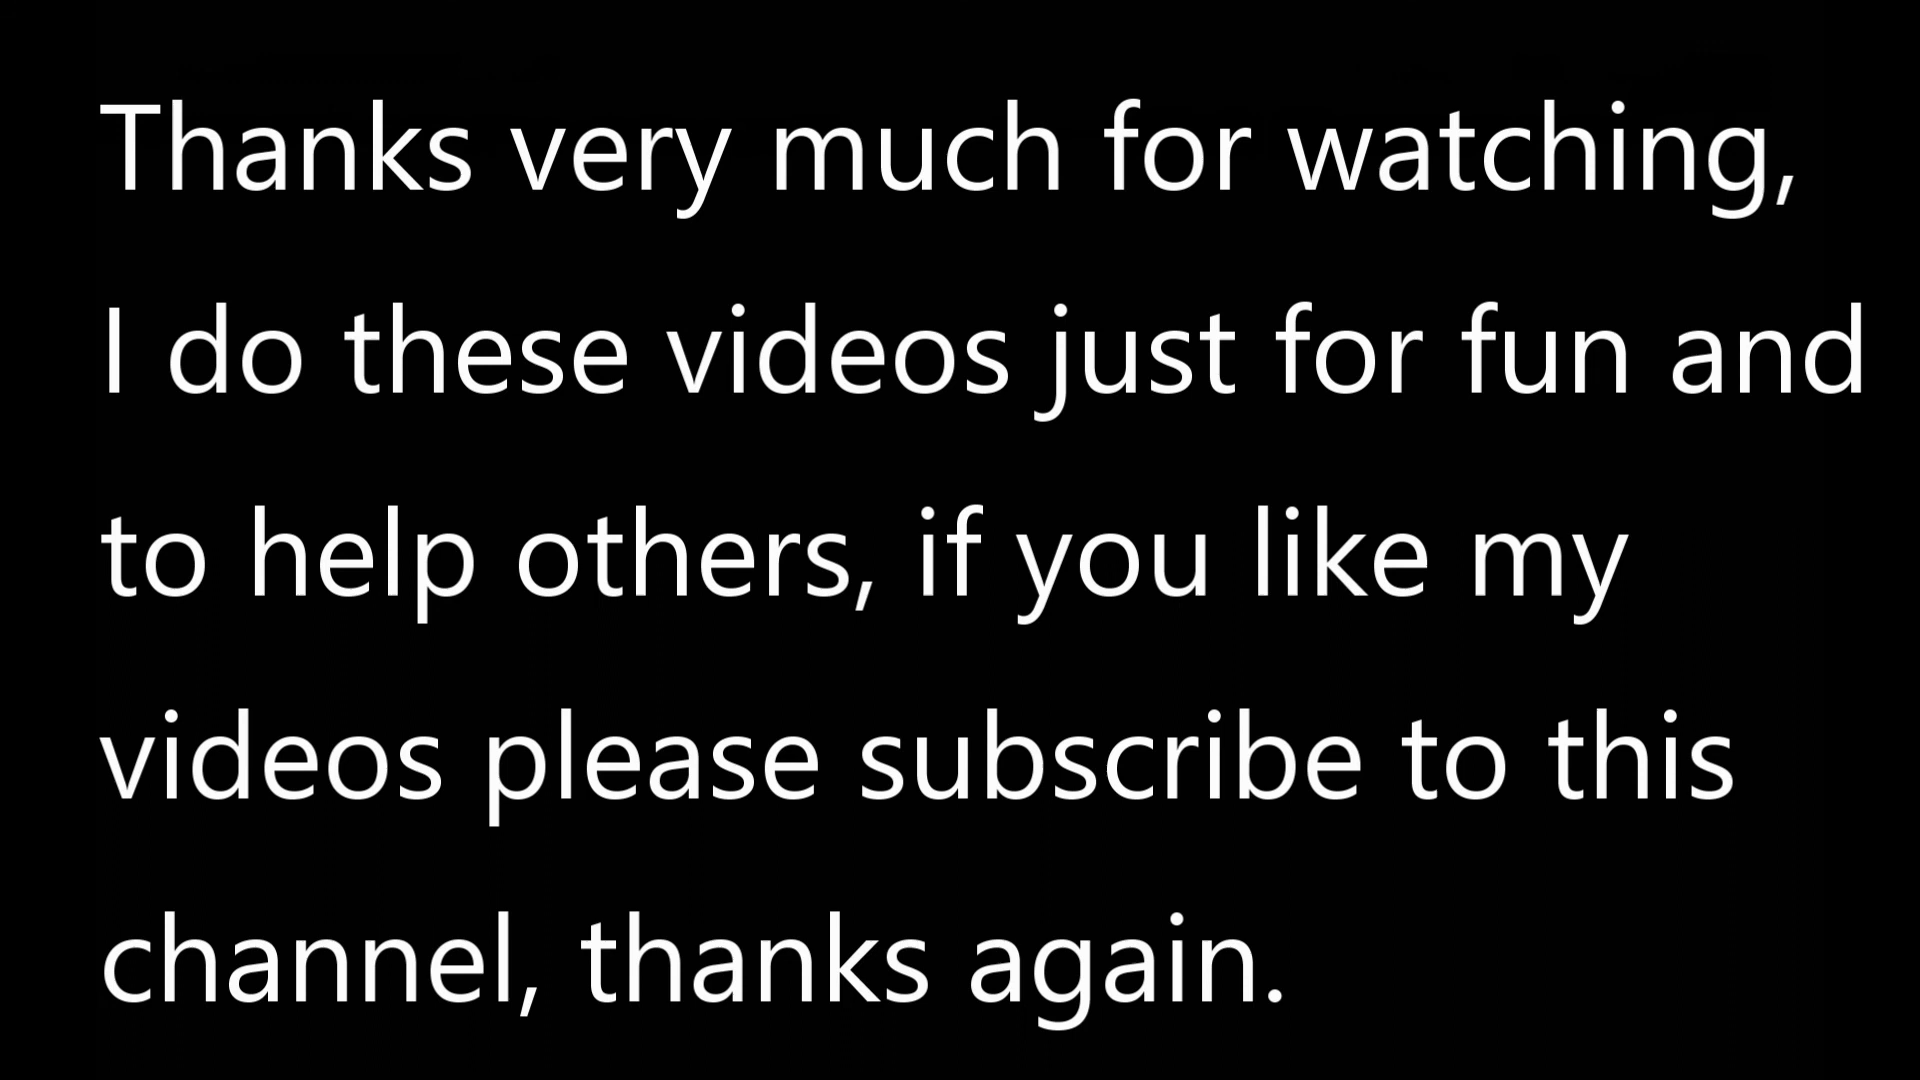 Thanks very much for watching,
I do these videos just for fun and
to help others, if you like my
videos please subscribe to this
channel, thanks again.